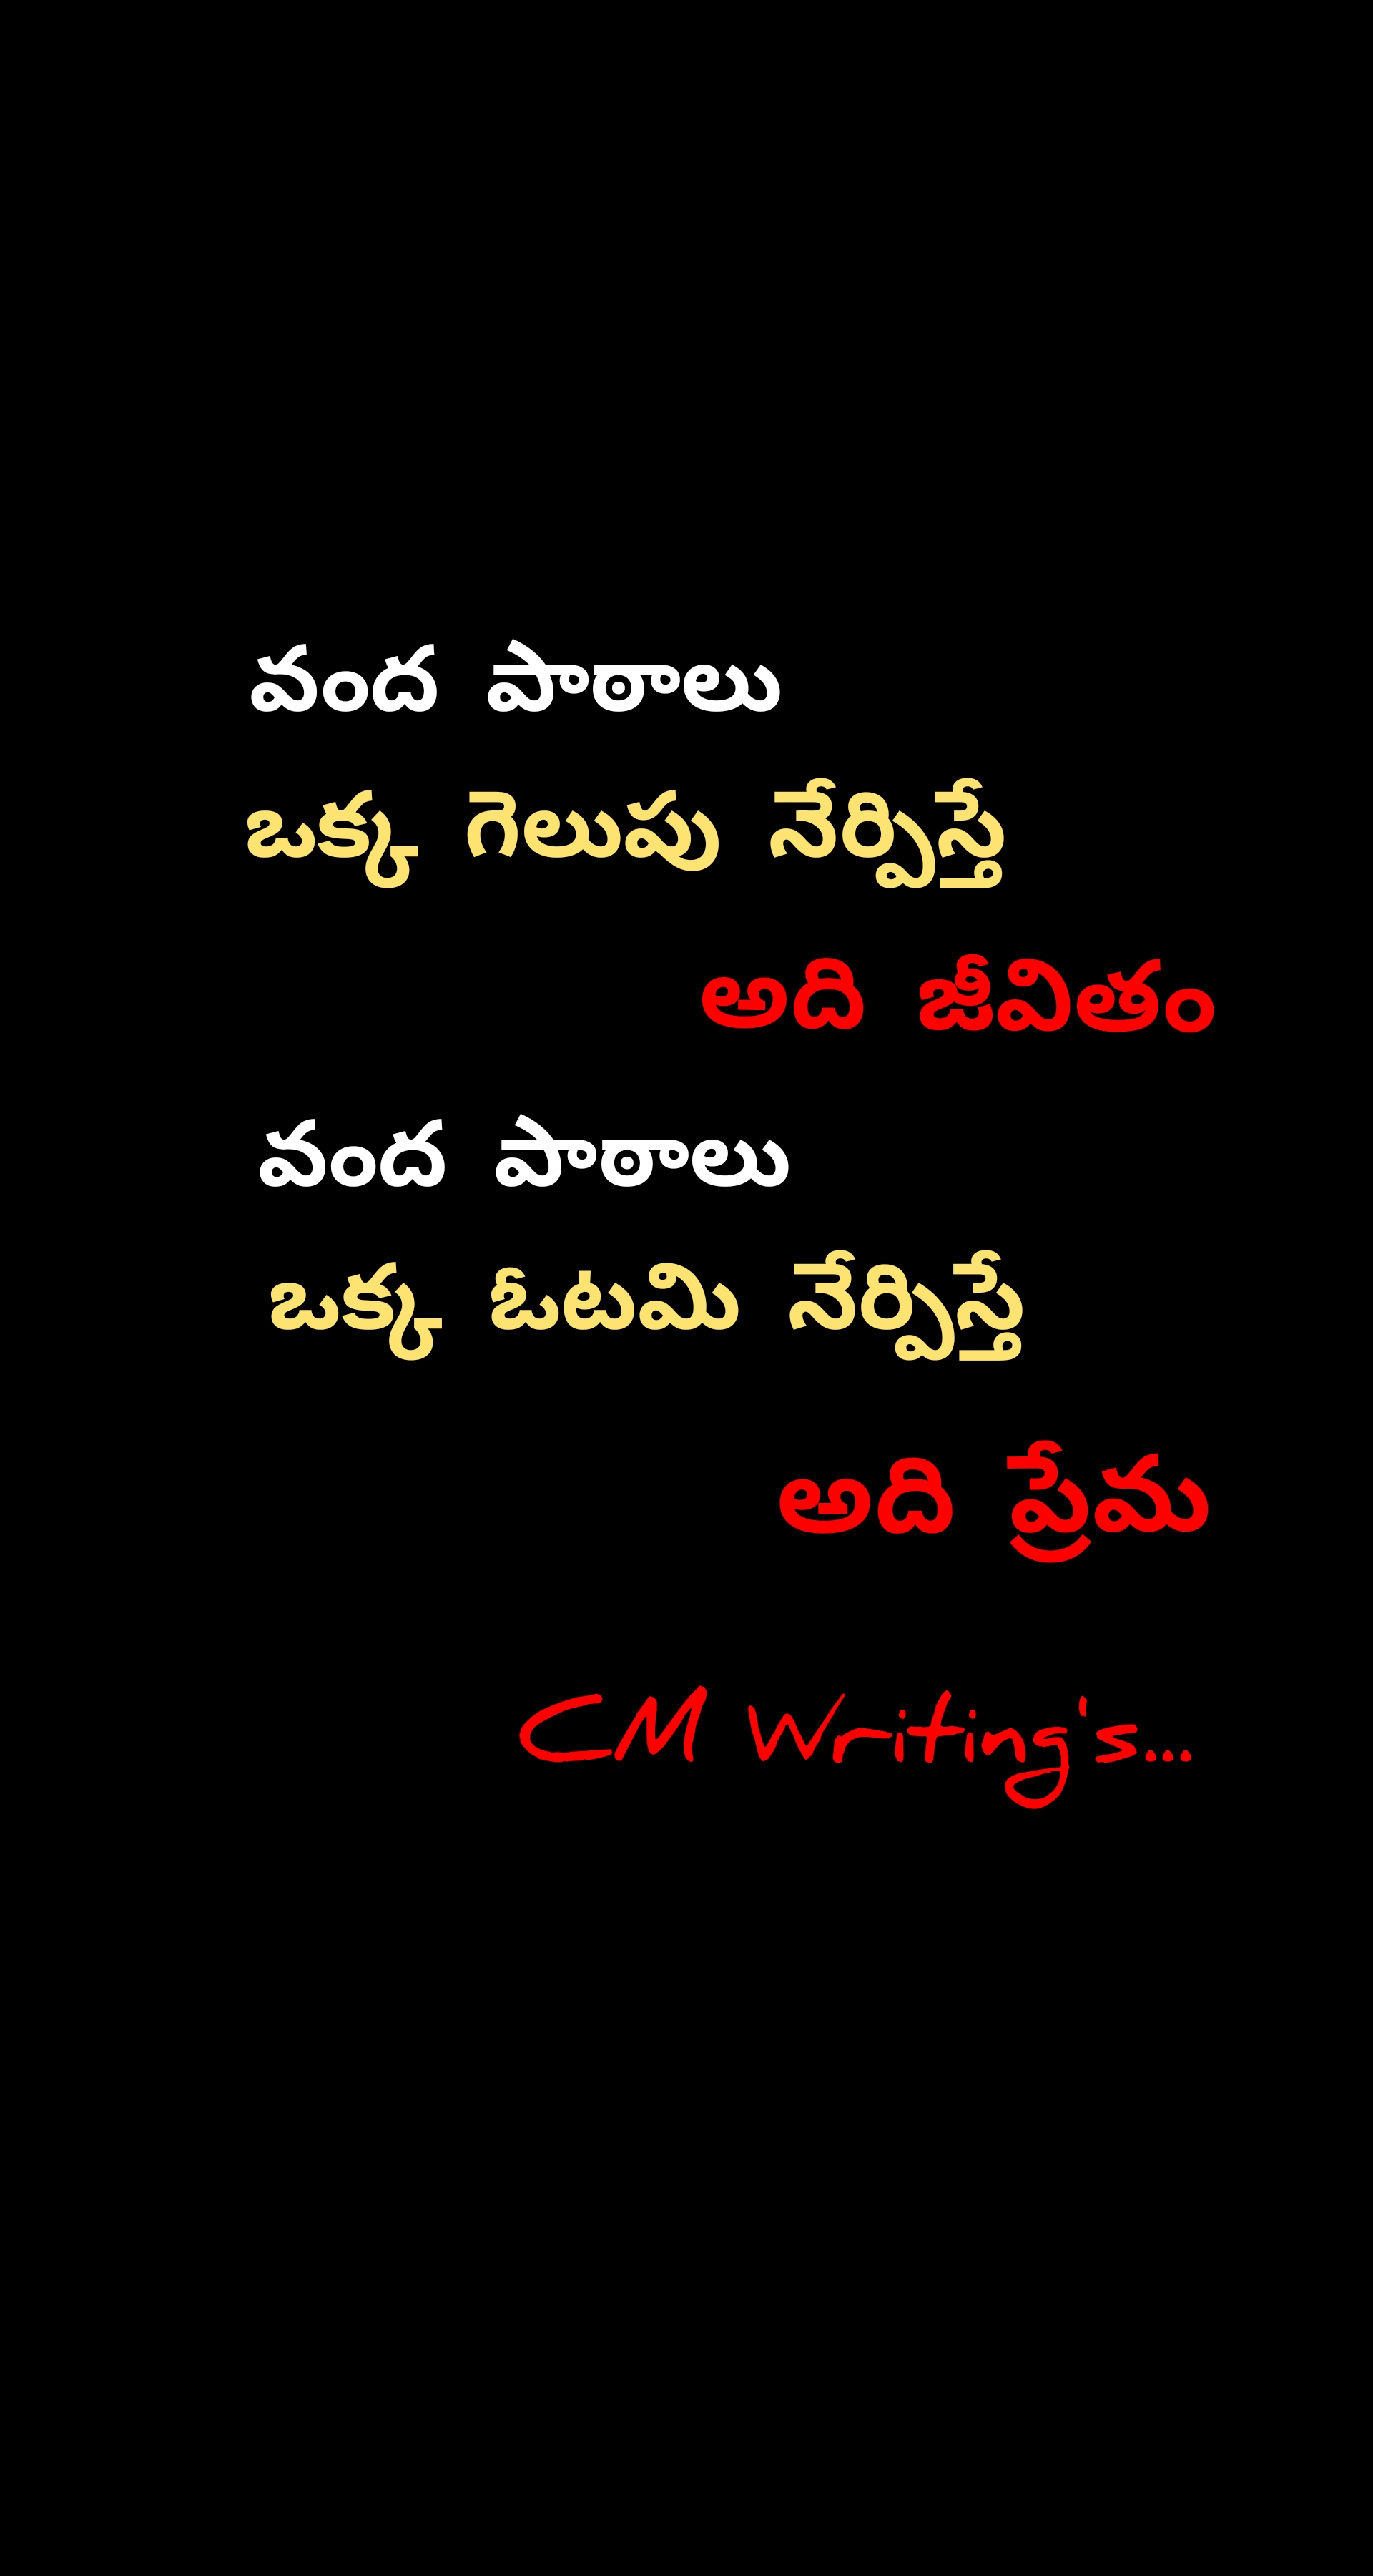 వంద పాఠాలు
ఒక్క గెలుపు నేర్పిస్తే
అది జీవితం
వంద పాఠాలు
ఒక్క ఓటమి నేర్పిస్తే
అది ప్రేమ
CM Writing's...